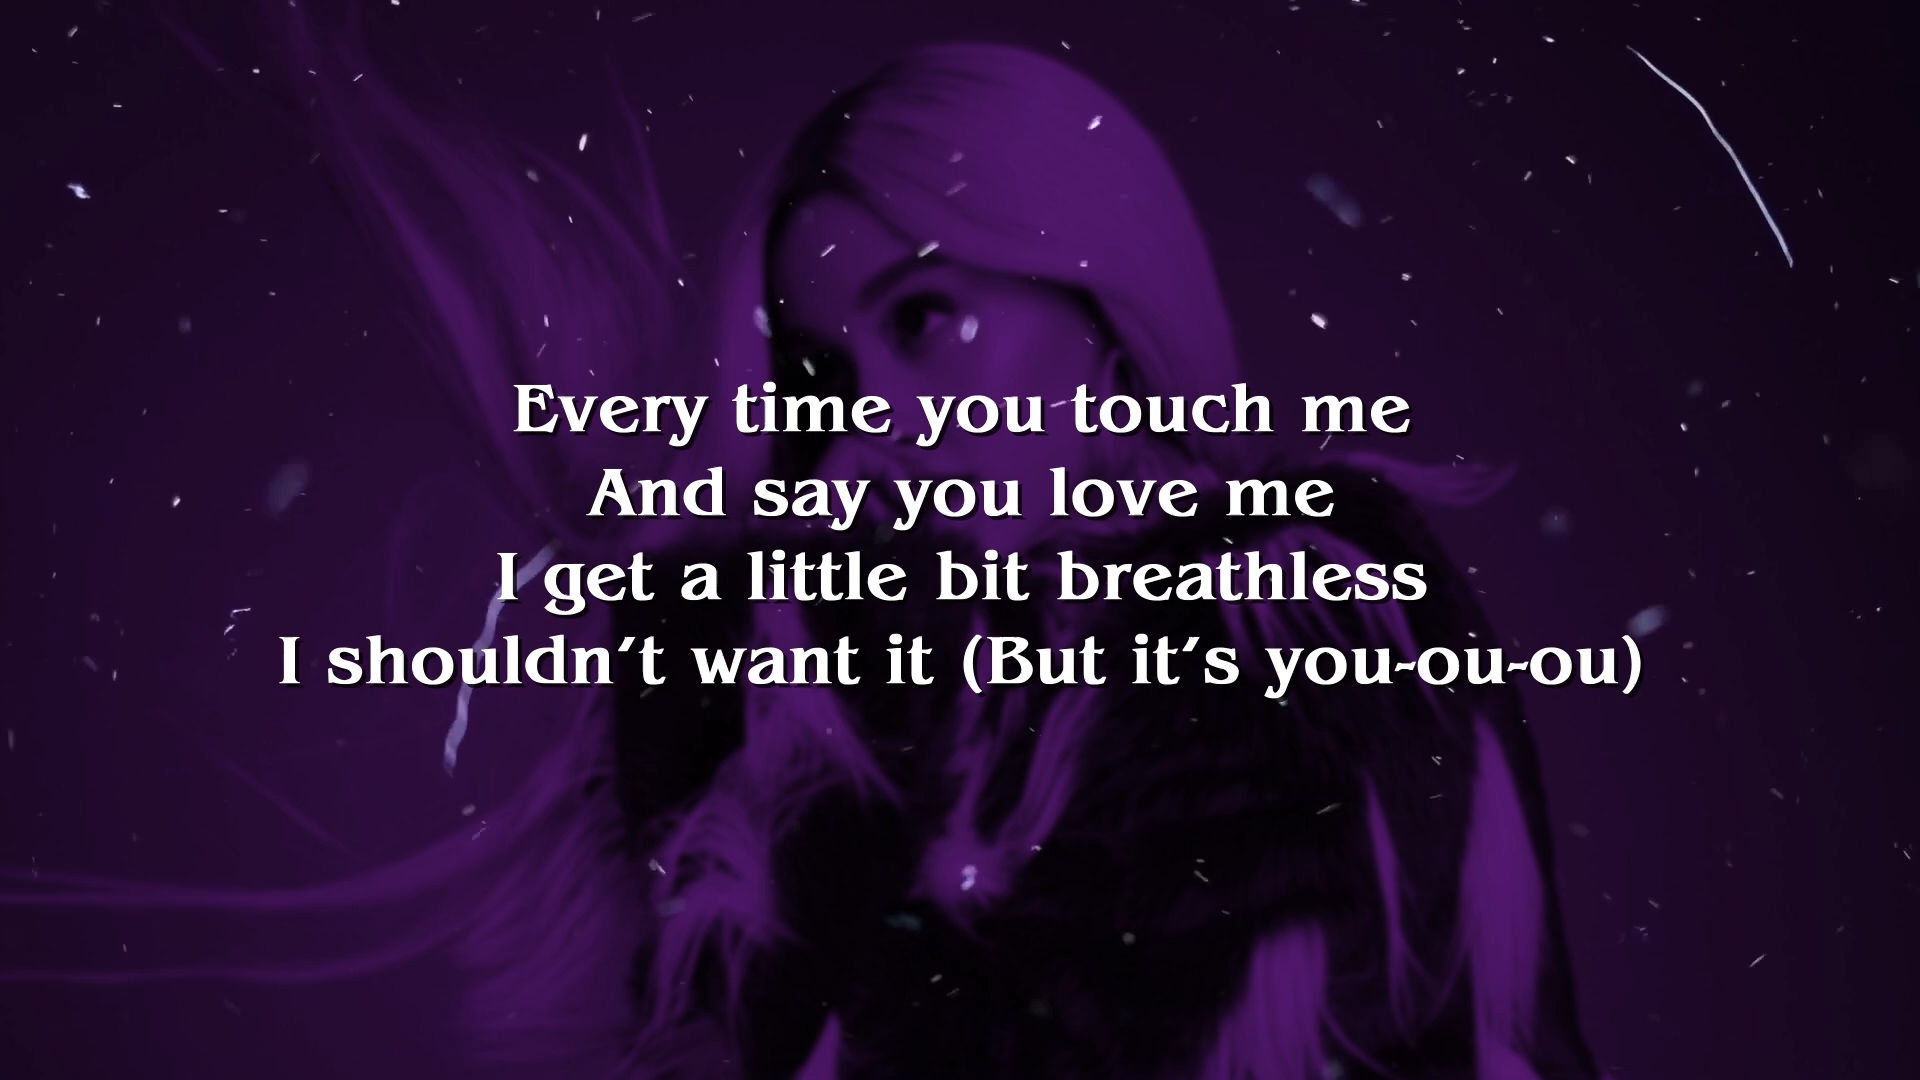 Every time you touch me
And say you love me
I get a little bit breathless
I shouldn't want it (But it's you-ou-ou)